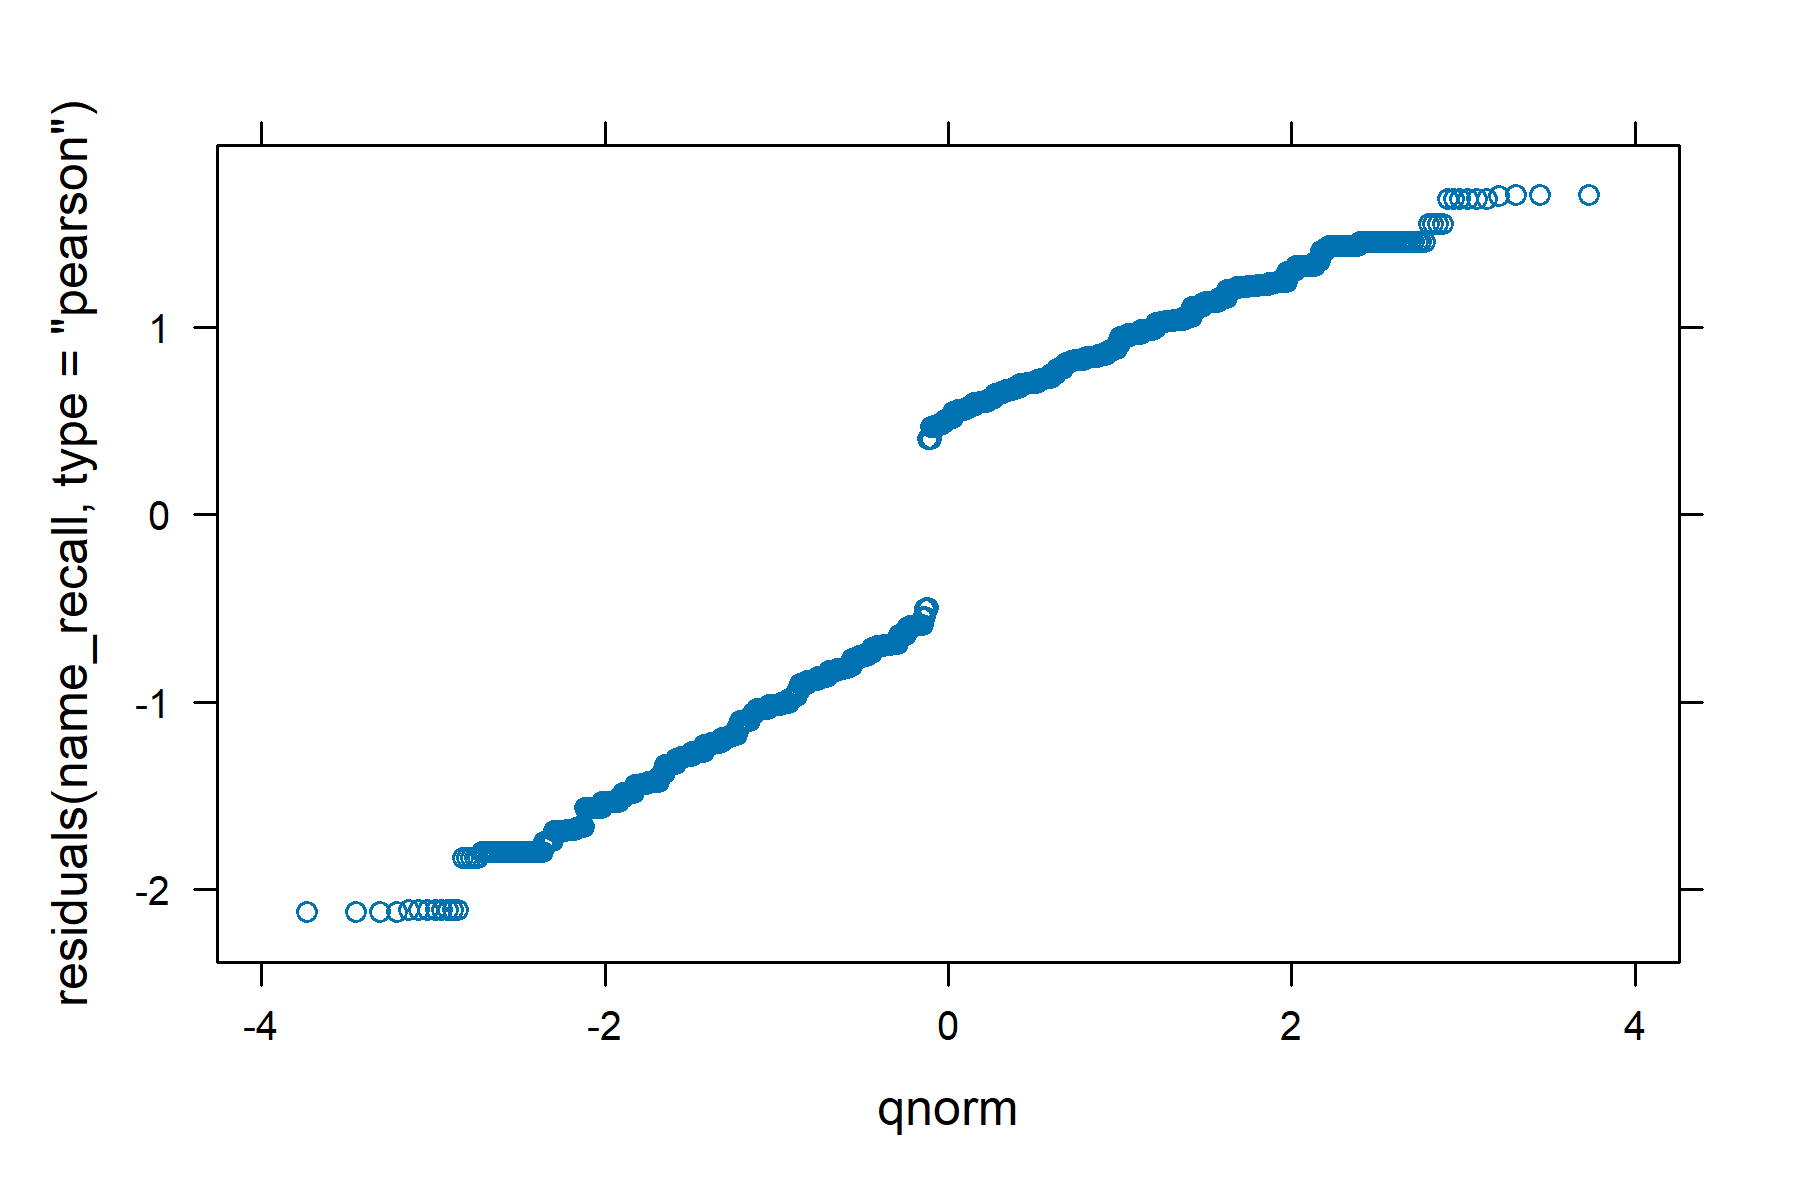 residuals(name_recall, type = "pearson")
1
0
-1
-2
-4 -2 0 2 4
qnorm